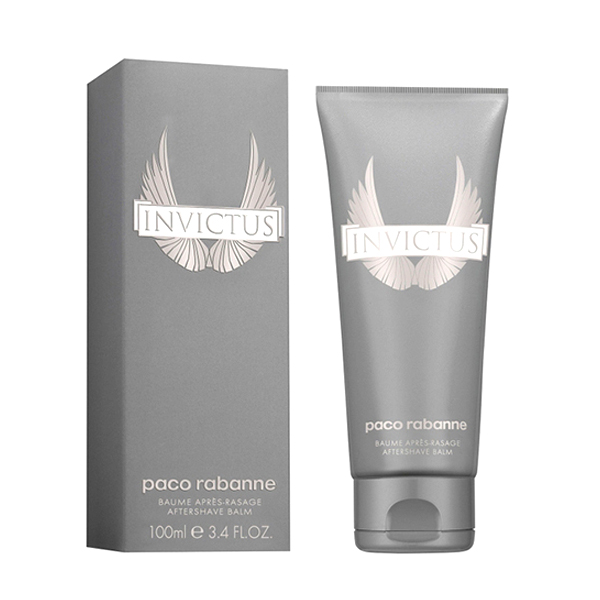 INVICTUS
paco rabanne
BAUME APRÈS-RASAGE
AFTERSHAVE BALM
100ml e 3.4 FL.OZ.
INVICTUS
paco rabanne
BAUME APRÈS-RASAGE
AFTERSHAVE BALM